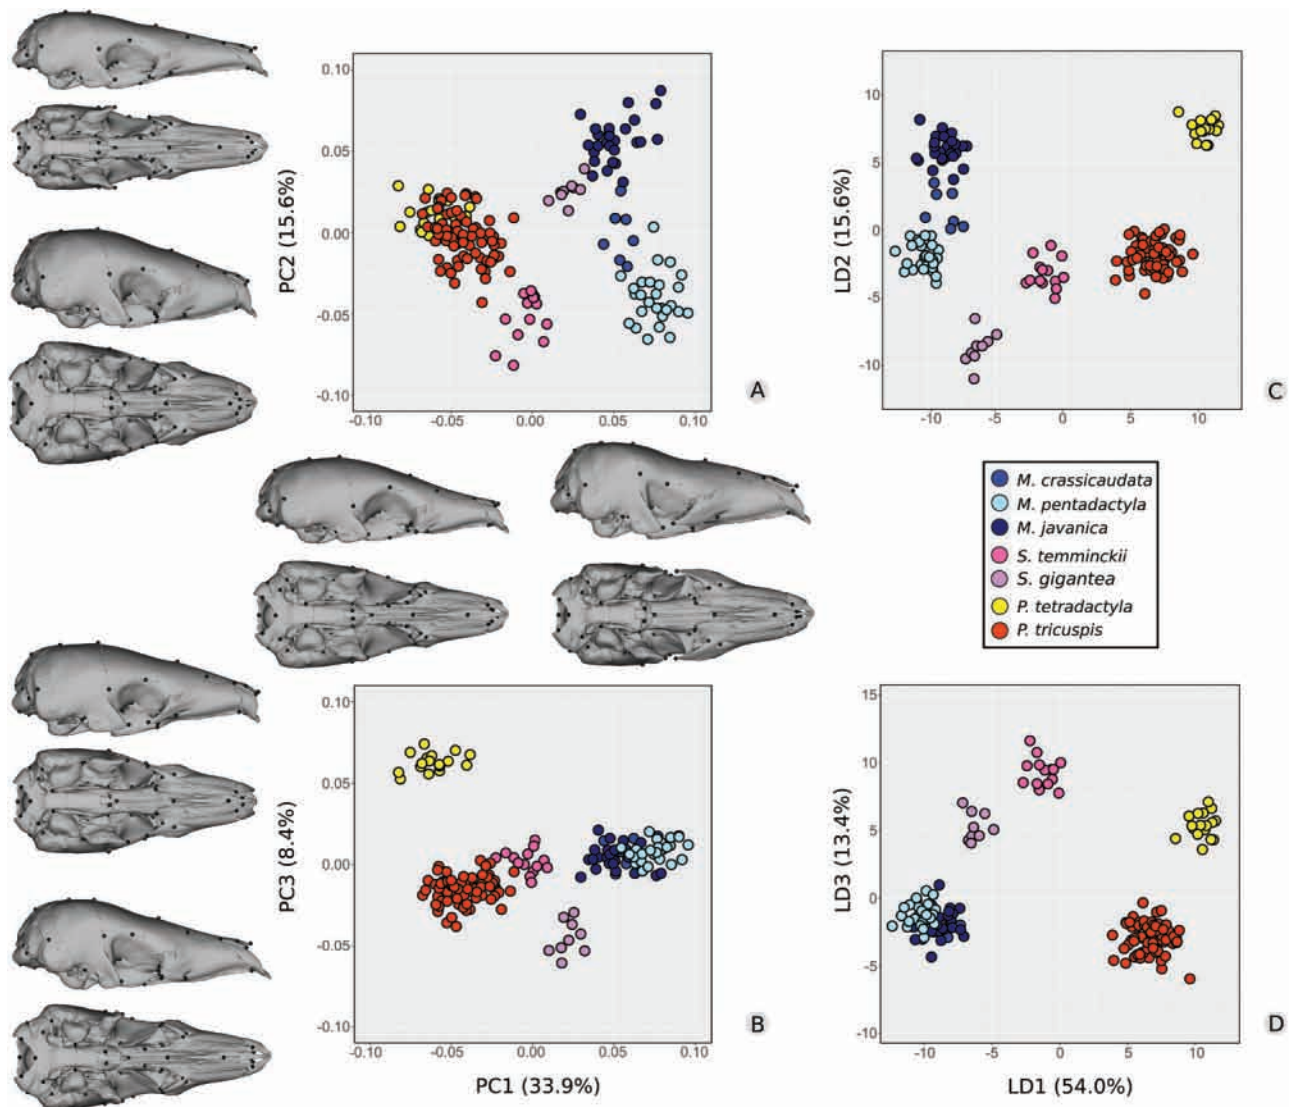 0.10
0.05
0.00
-0.05
-0.10
PC2 (15.6%)
-0.10
-0.05
0.00
0.05
0.10
A
10
5
0
-5
-10
LD2 (15.6%)
-10
-5
0
5
10
C
M. crassicaudata
M. pentadactyla
M. javanica
S. temminckii
S. gigantea
P. tetradactyla
P. tricuspis
0.10
0.05
0.00
-0.05
-0.10
PC3 (8.4%)
-0.10
-0.05
0.00
0.05
0.10
PC1 (33.9%)
B
15
10
5
0
-5
-10
LD3 (13.4%)
-10
-5
0
5
10
LD1 (54.0%)
D